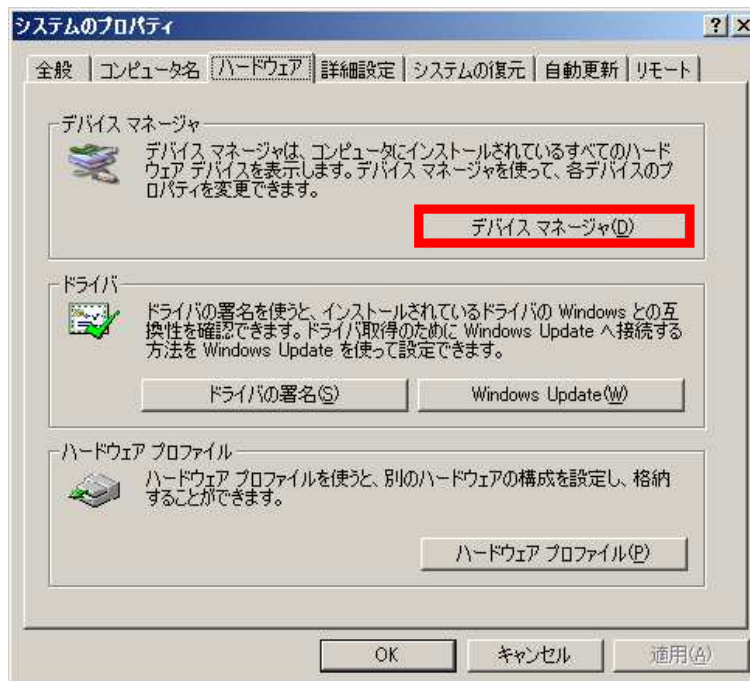 システムのプロパティ
全般 コンピュータ名 ハードウェア 詳細設定 システムの復元 自動更新 リモート
デバイス マネージャ
デバイス マネージャは、コンピュータにインストールされているすべてのハード
ウェア デバイスを表示します。デバイス マネージャを使って、各デバイスのプ
ロパティを変更できます。
デバイス マネージャ(D)
ドライバ
ドライバの署名を使うと、インストールされているドライバの Windows との互
換性を確認できます。ドライバ取得のために Windows Update へ接続する
方法を Windows Update を使って設定できます。
ドライバの署名(S) Windows Update(W)
ハードウェア プロファイル
ハードウェア プロファイルを使うと、別のハードウェアの構成を設定し、格納
することができます。
ハードウェア プロファイル(P)
OK キャンセル 適用(A)